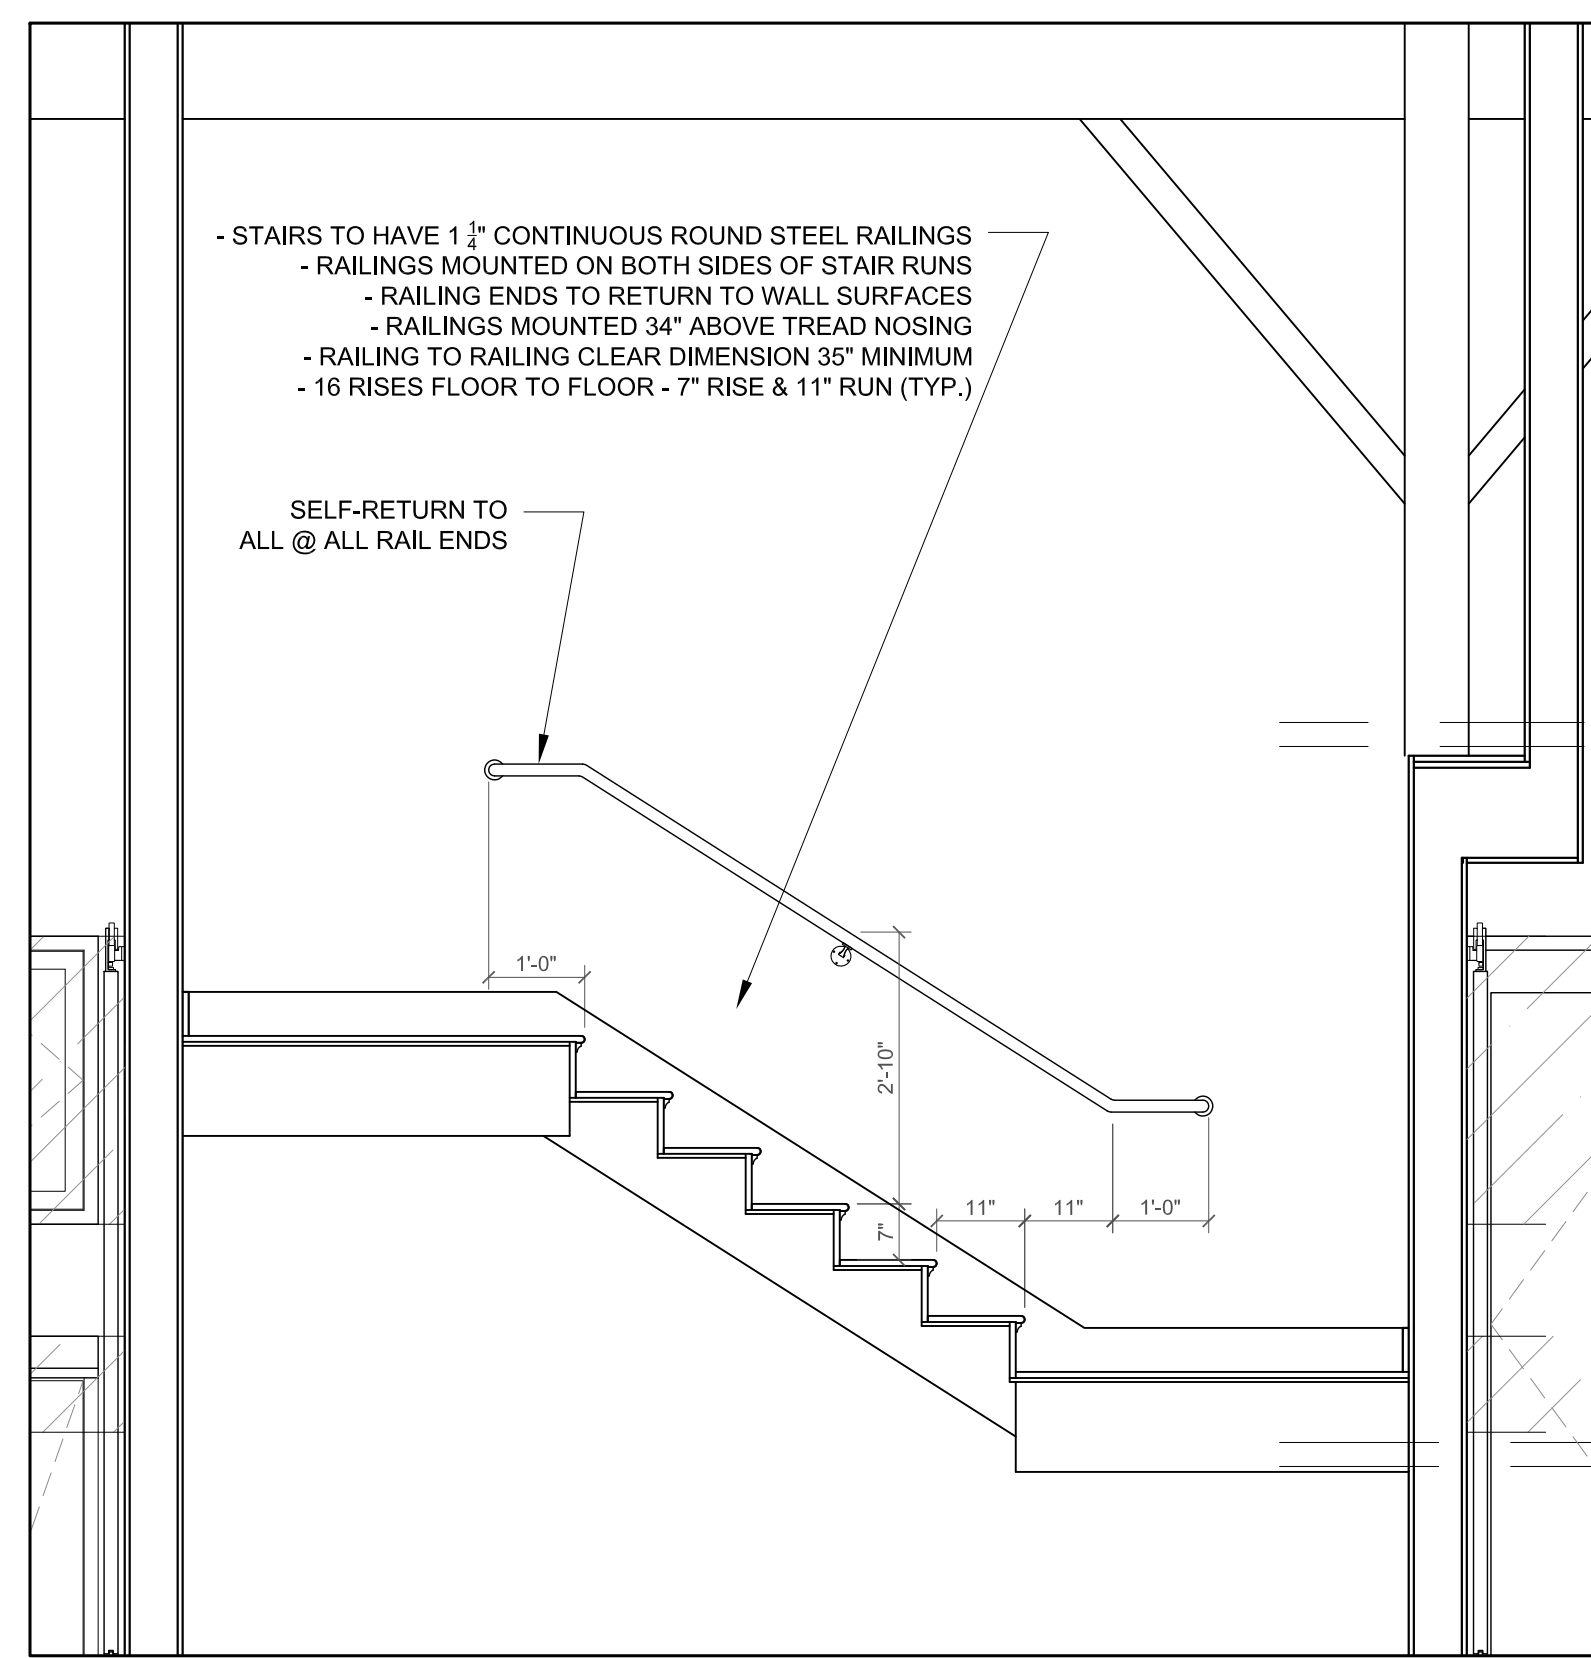 - STAIRS TO HAVE 1 1/4" CONTINUOUS ROUND STEEL RAILINGS
- RAILINGS MOUNTED ON BOTH SIDES OF STAIR RUNS
- RAILING ENDS TO RETURN TO WALL SURFACES
- RAILINGS MOUNTED 34" ABOVE TREAD NOSING
- RAILING TO RAILING CLEAR DIMENSION 35" MINIMUM
- 16 RISES FLOOR TO FLOOR - 7" RISE & 11" RUN (TYP.)
SELF-RETURN TO
ALL @ ALL RAIL ENDS
1'-0"
2'-10"
7"
11"
11"
1'-0"